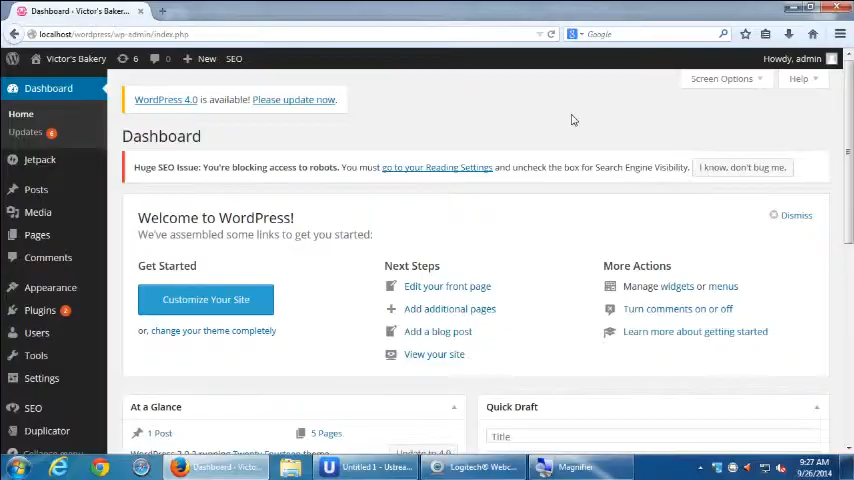 Dashboard ‹ Victor's Bakery...
localhost/wordpress/wp-admin/index.php
Google
Victor's Bakery
6
0
New
SEO
Howdy, admin
Dashboard
Home
Updates 6
Jetpack
Posts
Media
Pages
Comments
Appearance
Plugins 2
Users
Tools
Settings
SEO
Duplicator
Screen Options
Help
WordPress 4.0 is available! Please update now.
Dashboard
Huge SEO Issue: You're blocking access to robots. You must go to your Reading Settings and uncheck the box for Search Engine Visibility.
I know, don't bug me.
Welcome to WordPress!
We've assembled some links to get you started:
Dismiss
Get Started
Customize Your Site
or, change your theme completely
Next Steps
Edit your front page
Add additional pages
Add a blog post
View your site
More Actions
Manage widgets or menus
Turn comments on or off
Learn more about getting started
At a Glance
1 Post
5 Pages
Quick Draft
Title
Dashboard ‹ Victo...
Untitled 1 - Ustrea...
Logitech® Webc...
Magnifier
9:27 AM
9/26/2014